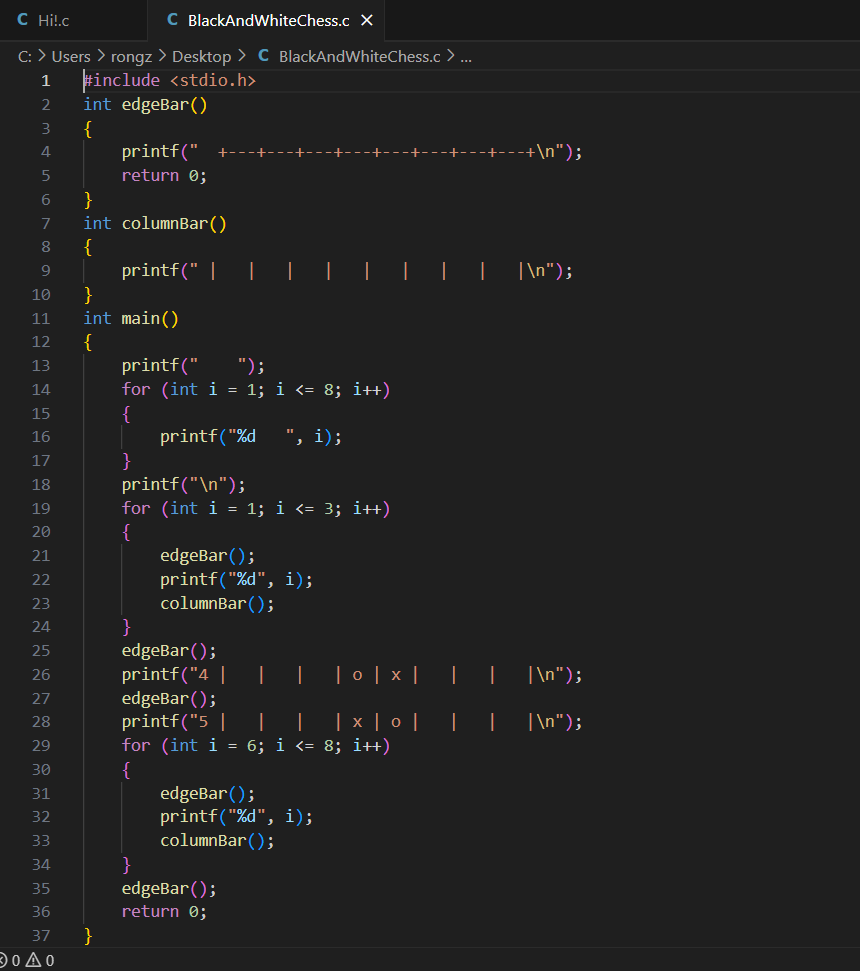 C Hi!.c C BlackAndWhiteChess.c ×
C: > Users > rongz > Desktop > C BlackAndWhiteChess.c > ...
1 #include <stdio.h>
2 int edgeBar()
3 {
4     printf("  +---+---+---+---+---+---+---+---+\n");
5     return 0;
6 }
7 int columnBar()
8 {
9     printf(" |   |   |   |   |   |   |   |   |\n");
10 }
11 int main()
12 {
13     printf("    ");
14     for (int i = 1; i <= 8; i++)
15     {
16         printf("%d   ", i);
17     }
18     printf("\n");
19     for (int i = 1; i <= 3; i++)
20     {
21         edgeBar();
22         printf("%d", i);
23         columnBar();
24     }
25     edgeBar();
26     printf("4 |   |   |   | o | x |   |   |   |\n");
27     edgeBar();
28     printf("5 |   |   |   | x | o |   |   |   |\n");
29     for (int i = 6; i <= 8; i++)
30     {
31         edgeBar();
32         printf("%d", i);
33         columnBar();
34     }
35     edgeBar();
36     return 0;
37 }
0 0